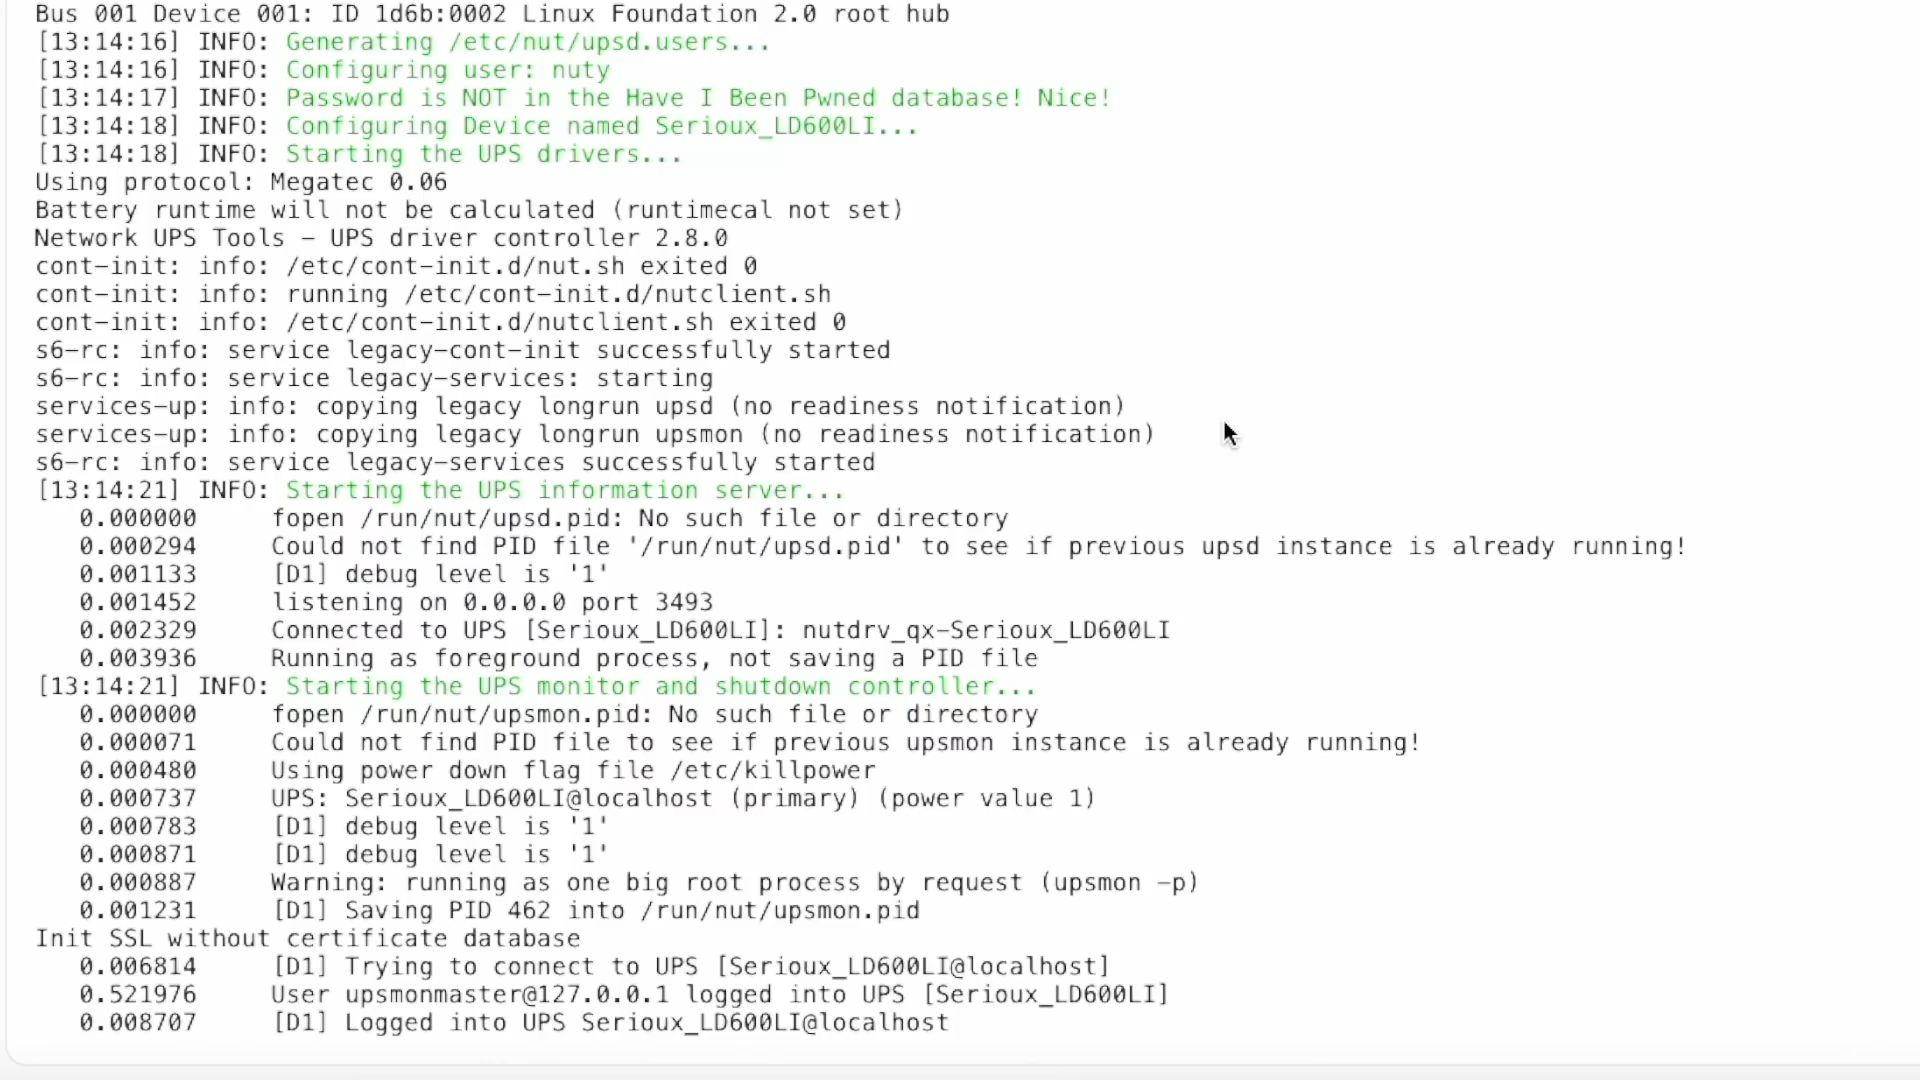 Bus 001 Device 001: ID 1d6b:0002 Linux Foundation 2.0 root hub
[13:14:16] INFO: Generating /etc/nut/upsd.users...
[13:14:16] INFO: Configuring user: nuty
[13:14:17] INFO: Password is NOT in the Have I Been Pwned database! Nice!
[13:14:18] INFO: Configuring Device named Serioux_LD600LI...
[13:14:18] INFO: Starting the UPS drivers...
Using protocol: Megatec 0.06
Battery runtime will not be calculated (runtimecal not set)
Network UPS Tools - UPS driver controller 2.8.0
cont-init: info: /etc/cont-init.d/nut.sh exited 0
cont-init: info: running /etc/cont-init.d/nutclient.sh
cont-init: info: /etc/cont-init.d/nutclient.sh exited 0
s6-rc: info: service legacy-cont-init successfully started
s6-rc: info: service legacy-services: starting
services-up: info: copying legacy longrun upsd (no readiness notification)
services-up: info: copying legacy longrun upsmon (no readiness notification)
s6-rc: info: service legacy-services successfully started
[13:14:21] INFO: Starting the UPS information server...
0.000000 fopen /run/nut/upsd.pid: No such file or directory
0.000294 Could not find PID file '/run/nut/upsd.pid' to see if previous upsd instance is already running!
0.001133 [D1] debug level is '1'
0.001452 listening on 0.0.0.0 port 3493
0.002329 Connected to UPS [Serioux_LD600LI]: nutdrv_qx-Serioux_LD600LI
0.003936 Running as foreground process, not saving a PID file
[13:14:21] INFO: Starting the UPS monitor and shutdown controller...
0.000000 fopen /run/nut/upsmon.pid: No such file or directory
0.000071 Could not find PID file to see if previous upsmon instance is already running!
0.000480 Using power down flag file /etc/killpower
0.000737 UPS: Serioux_LD600LI@localhost (primary) (power value 1)
0.000783 [D1] debug level is '1'
0.000871 [D1] debug level is '1'
0.000887 Warning: running as one big root process by request (upsmon -p)
0.001231 [D1] Saving PID 462 into /run/nut/upsmon.pid
Init SSL without certificate database
0.006814 [D1] Trying to connect to UPS [Serioux_LD600LI@localhost]
0.521976 User upsmonmaster@127.0.0.1 logged into UPS [Serioux_LD600LI]
0.008707 [D1] Logged into UPS Serioux_LD600LI@localhost